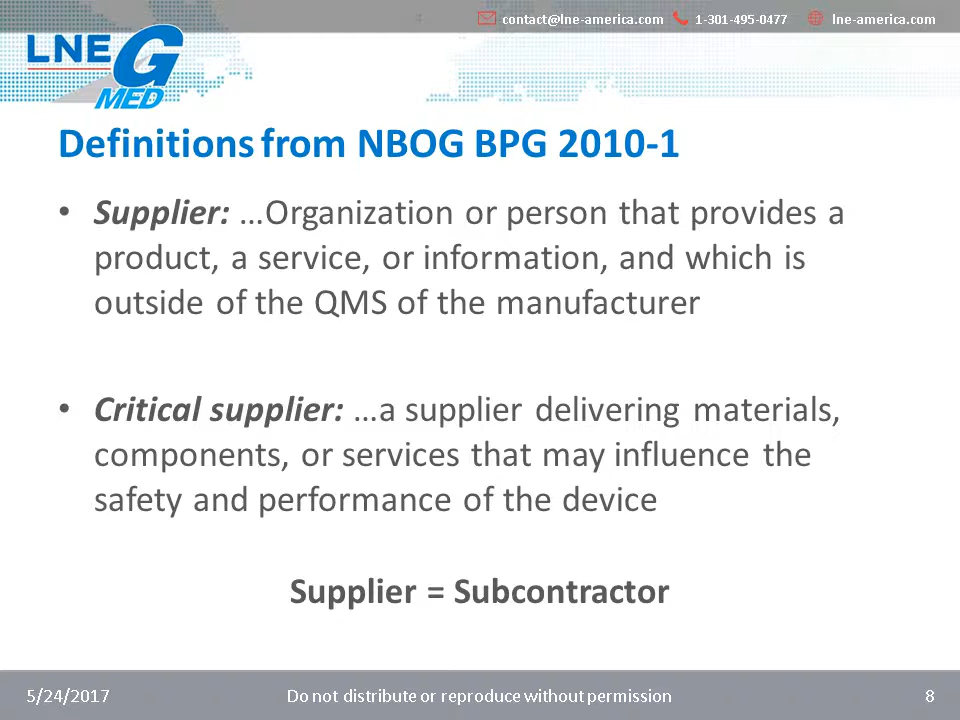 contact@lne-america.com 1-301-495-0477 lne-america.com
LNE G
MED
Definitions from NBOG BPG 2010-1
• Supplier: …Organization or person that provides a
product, a service, or information, and which is
outside of the QMS of the manufacturer
• Critical supplier: …a supplier delivering materials,
components, or services that may influence the
safety and performance of the device
Supplier = Subcontractor
5/24/2017 Do not distribute or reproduce without permission 8